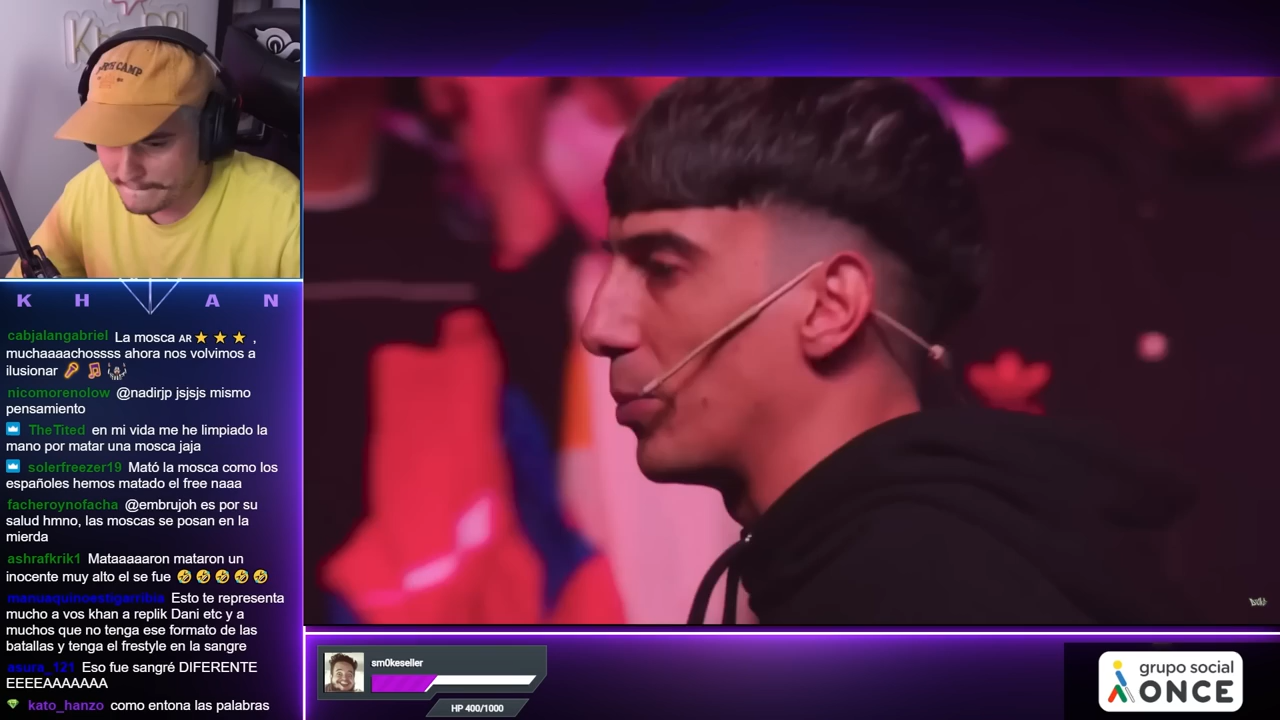 K H A N
cabjalangabriel La mosca AR ⭐ ⭐ ⭐ ,
muchaaaachossss ahora nos volvimos a
ilusionar
nicomorenolow @nadirjp jsjsjs mismo
pensamiento
TheTited en mi vida me he limpiado la
mano por matar una mosca jaja
solerfreezer19 Mató la mosca como los
españoles hemos matado el free naaa
facheroynofacha @embrujoh es por su
salud hmno, las moscas se posan en la
mierda
ashrafkrik1 Mataaaaaron mataron un
inocente muy alto el se fue 🤣 🤣 🤣 🤣 🤣
manuaquinoestigarribia Esto te representa
mucho a vos khan a replik Dani etc y a
muchos que no tenga ese formato de las
batallas y tenga el frestyle en la sangre
asura_121 Eso fue sangré DIFERENTE
EEEEAAAAAAA
kato_hanzo como entona las palabras
sm0keseller
HP 400/1000
grupo social
ONCE